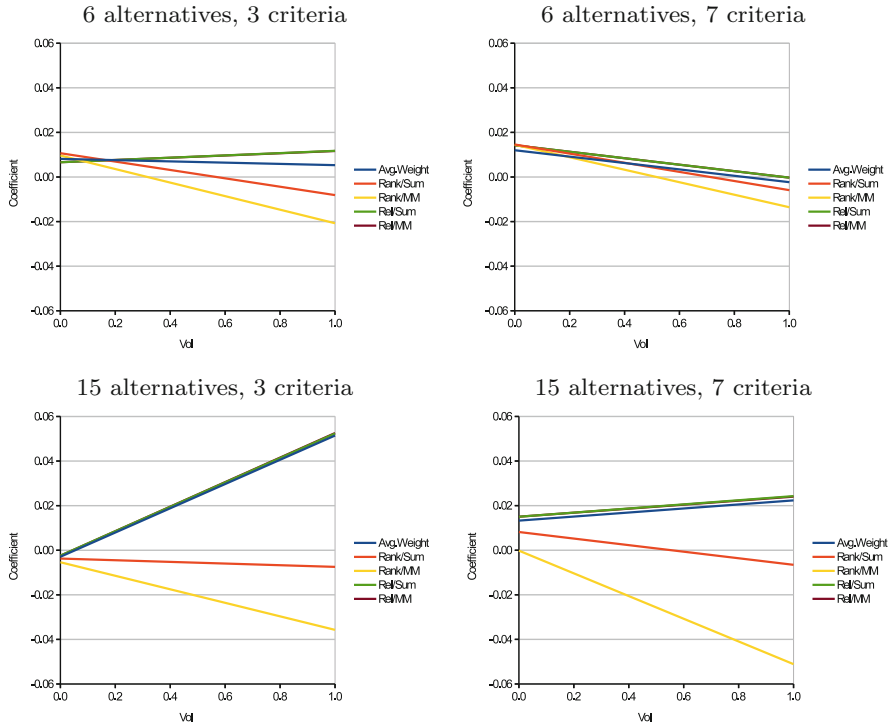 6 alternatives, 3 criteria
0.06
0.04
0.02
0.00
-0.02
-0.04
-0.06
Coefficient
0.0 0.2 0.4 0.6 0.8 1.0
Vol
Avg.Weight
Rank/Sum
Rank/MM
Rel/Sum
Rel/MM
6 alternatives, 7 criteria
0.06
0.04
0.02
0.00
-0.02
-0.04
-0.06
Coefficient
0.0 0.2 0.4 0.6 0.8 1.0
Vol
Avg.Weight
Rank/Sum
Rank/MM
Rel/Sum
Rel/MM
15 alternatives, 3 criteria
0.06
0.04
0.02
0.00
-0.02
-0.04
-0.06
Coefficient
0.0 0.2 0.4 0.6 0.8 1.0
Vol
Avg.Weight
Rank/Sum
Rank/MM
Rel/Sum
Rel/MM
15 alternatives, 7 criteria
0.06
0.04
0.02
0.00
-0.02
-0.04
-0.06
Coefficient
0.0 0.2 0.4 0.6 0.8 1.0
Vol
Avg.Weight
Rank/Sum
Rank/MM
Rel/Sum
Rel/MM